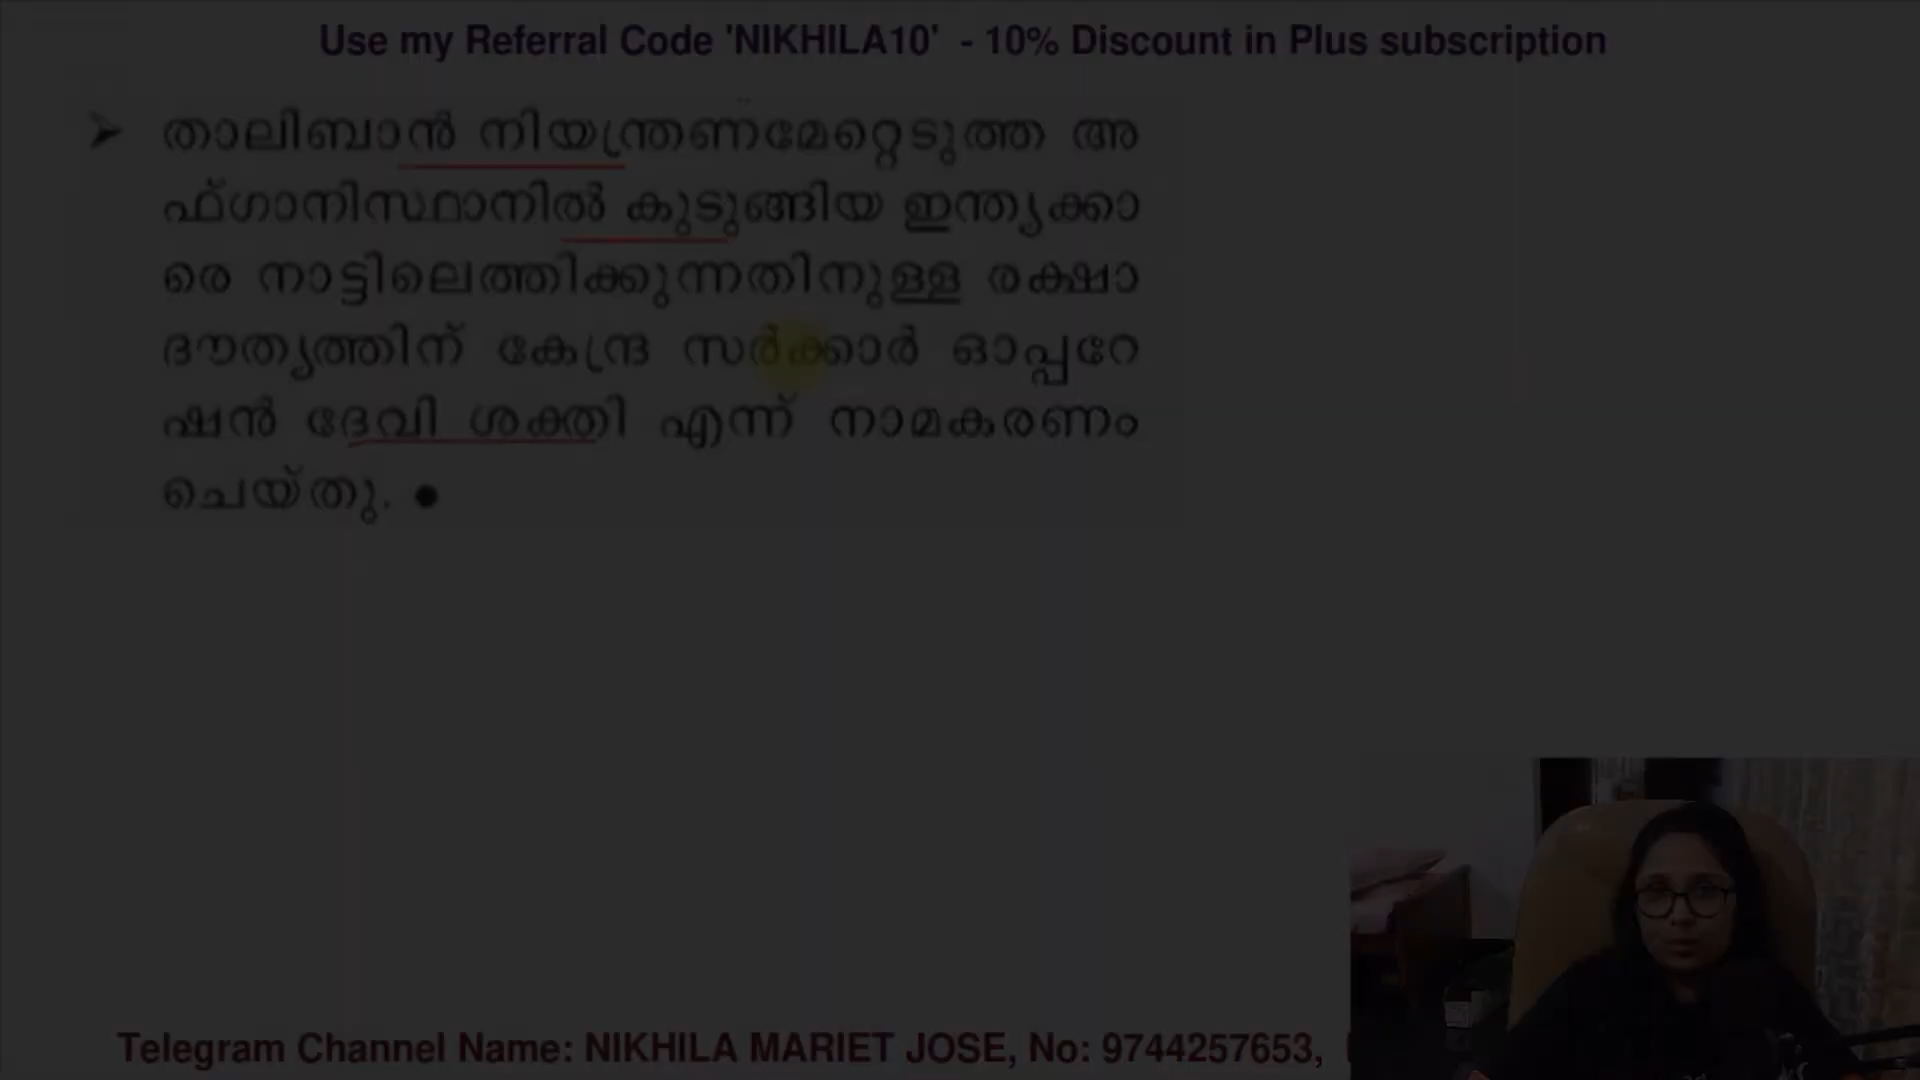 Use my Referral Code 'NIKHILA10' - 10% Discount in Plus subscription
➤ താലിബാൻ നിയന്ത്രണമേറ്റെടുത്ത അ
ഫ്ഗാനിസ്ഥാനിൽ കുടുങ്ങിയ ഇന്ത്യക്കാ
രെ നാട്ടിലെത്തിക്കുന്നതിനുള്ള രക്ഷാ
ദൗത്യത്തിന് കേന്ദ്ര സർക്കാർ ഓപ്പറേ
ഷൻ ദേവി ശക്തി എന്ന് നാമകരണം
ചെയ്തു. ●
Telegram Channel Name: NIKHILA MARIET JOSE, No: 9744257653,